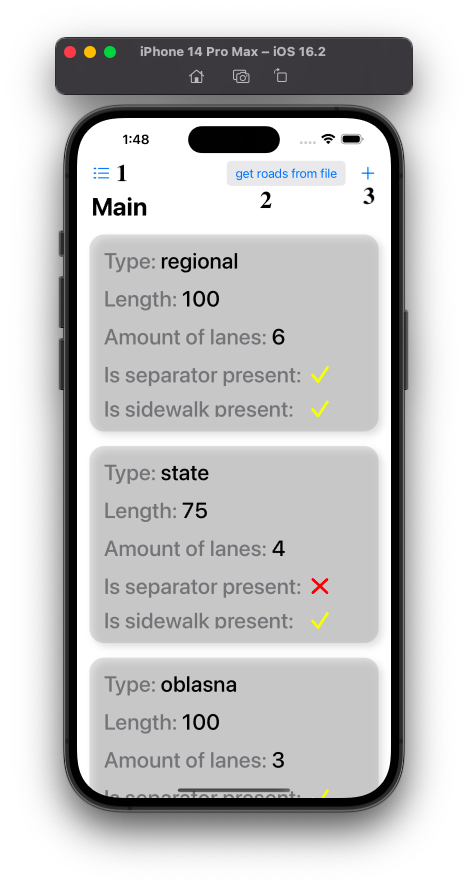 iPhone 14 Pro Max – iOS 16.2
1:48
1 get roads from file
2 3
Main
Type: regional
Length: 100
Amount of lanes: 6
Is separator present:
Is sidewalk present:
Type: state
Length: 75
Amount of lanes: 4
Is separator present:
Is sidewalk present:
Type: oblasna
Length: 100
Amount of lanes: 3
Is separator present: